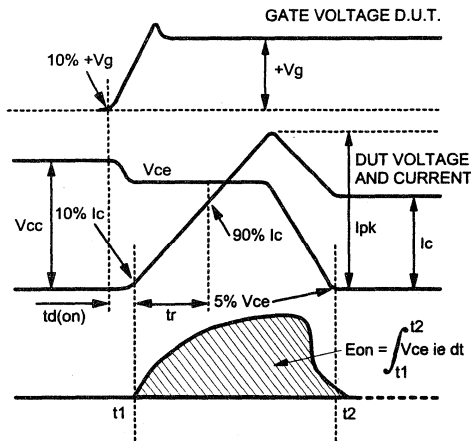 GATE VOLTAGE D.U.T.
10% +Vg
+Vg
Vce
DUT VOLTAGE
AND CURRENT
10% Ic
Vcc
Ipk
90% Ic
Ic
td(on)
tr
5% Vce
t2
Eon = ∫ Vce ie dt
t1
t1
t2